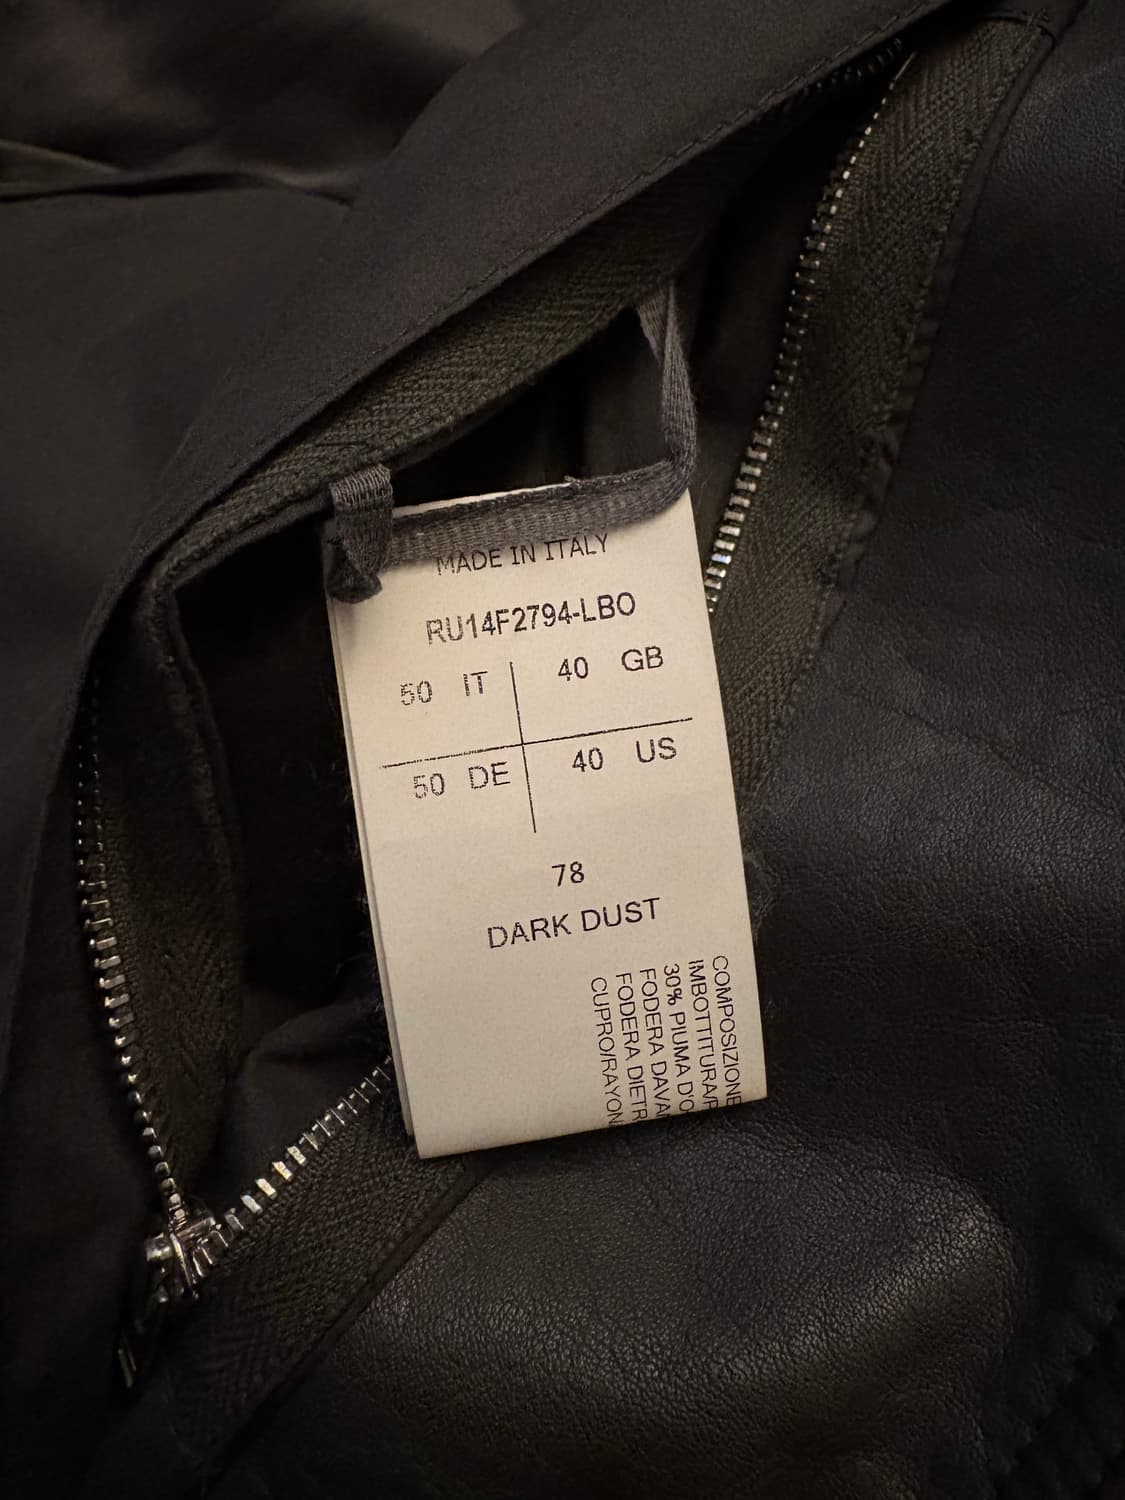 MADE IN ITALY
RU14F2794-LBO
50 IT
40 GB
50 DE
40 US
78
DARK DUST
COMPOSIZIONE
IMBOTTITURA/P
30% PIUMA D'O
FODERA DAVA
FODERA DIETR
CUPRO/RAYON